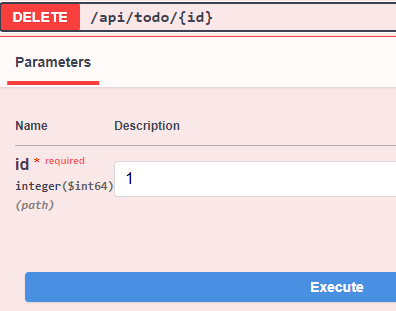 DELETE /api/todo/{id}
Parameters
Name Description
id * required
integer($int64)
1
(path)
Execute